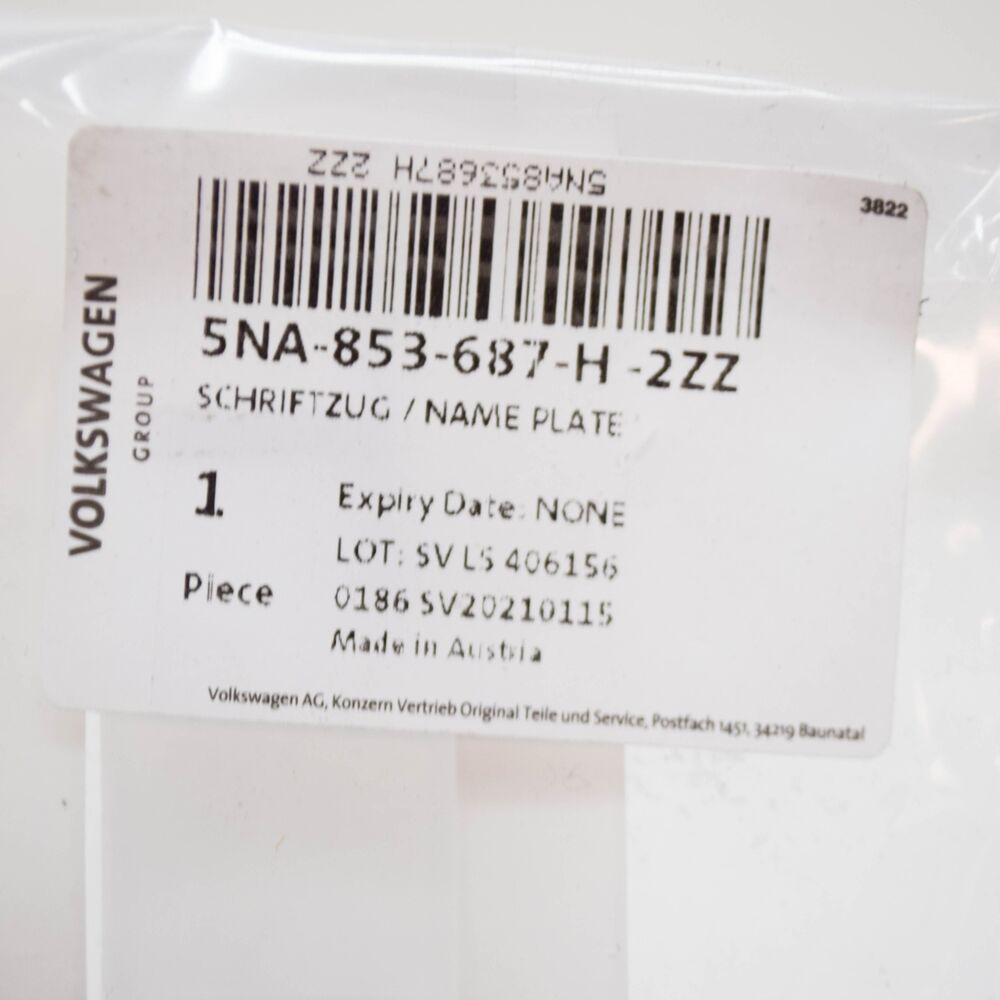 5NA853687H 2ZZ
3822
5NA-853-687-H -2ZZ
SCHRIFTZUG / NAME PLATE
VOLKSWAGEN
GROUP
1
Piece
Expiry Date: NONE
LOT: SV LS 406156
0186 SV20210115
Made in Austria
Volkswagen AG, Konzern Vertrieb Original Teile und Service, Postfach 1451, 34219 Baunatal